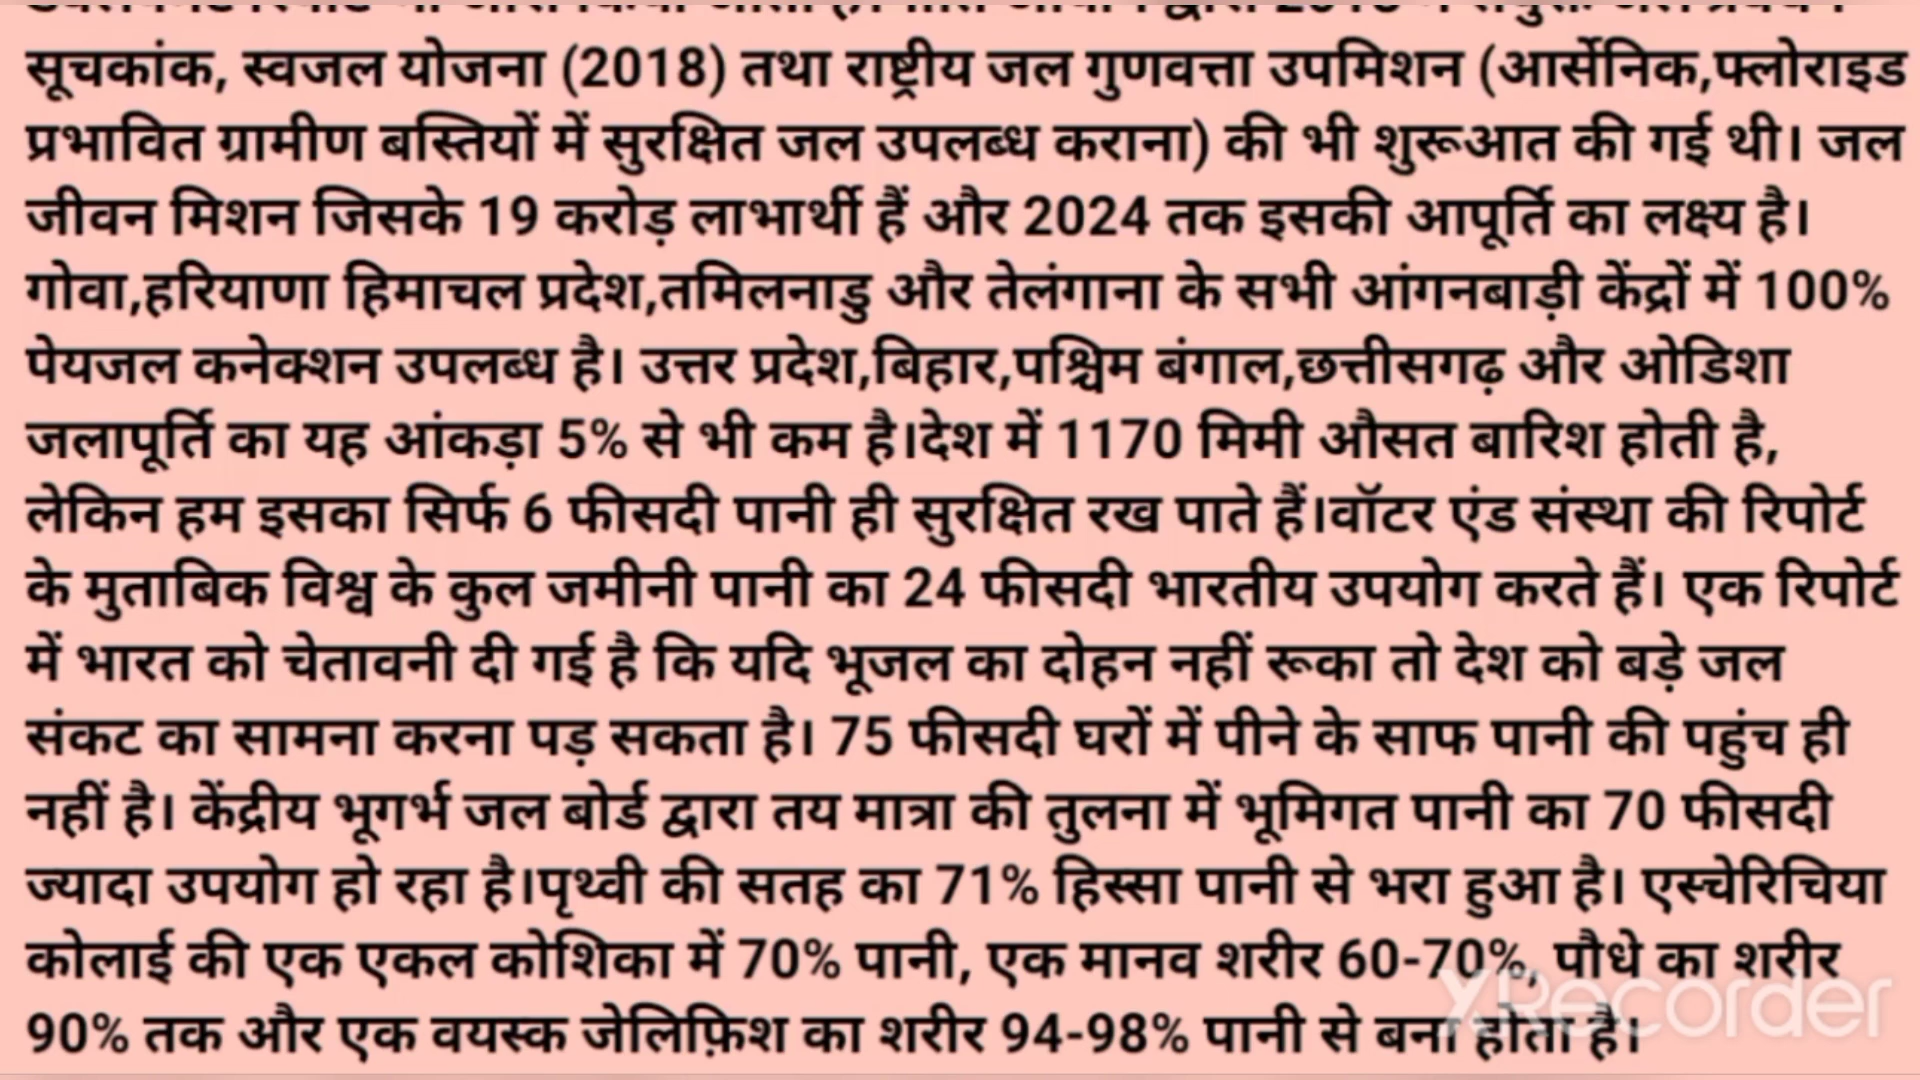 द्वारा 2018
सूचकांक, स्वजल योजना (2018) तथा राष्ट्रीय जल गुणवत्ता उपमिशन (आर्सेनिक,फ्लोराइड
प्रभावित ग्रामीण बस्तियों में सुरक्षित जल उपलब्ध कराना) की भी शुरूआत की गई थी। जल
जीवन मिशन जिसके 19 करोड़ लाभार्थी हैं और 2024 तक इसकी आपूर्ति का लक्ष्य है।
गोवा,हरियाणा हिमाचल प्रदेश,तमिलनाडु और तेलंगाना के सभी आंगनबाड़ी केंद्रों में 100%
पेयजल कनेक्शन उपलब्ध है। उत्तर प्रदेश,बिहार,पश्चिम बंगाल,छत्तीसगढ़ और ओडिशा
जलापूर्ति का यह आंकड़ा 5% से भी कम है।देश में 1170 मिमी औसत बारिश होती है,
लेकिन हम इसका सिर्फ 6 फीसदी पानी ही सुरक्षित रख पाते हैं।वॉटर एंड संस्था की रिपोर्ट
के मुताबिक विश्व के कुल जमीनी पानी का 24 फीसदी भारतीय उपयोग करते हैं। एक रिपोर्ट
में भारत को चेतावनी दी गई है कि यदि भूजल का दोहन नहीं रूका तो देश को बड़े जल
संकट का सामना करना पड़ सकता है। 75 फीसदी घरों में पीने के साफ पानी की पहुंच ही
नहीं है। केंद्रीय भूगर्भ जल बोर्ड द्वारा तय मात्रा की तुलना में भूमिगत पानी का 70 फीसदी
ज्यादा उपयोग हो रहा है।पृथ्वी की सतह का 71% हिस्सा पानी से भरा हुआ है। एस्चेरिचिया
कोलाई की एक एकल कोशिका में 70% पानी, एक मानव शरीर 60-70%, पौधे का शरीर
90% तक और एक वयस्क जेलिफ़िश का शरीर 94-98% पानी से बना होता है।
XRecorder